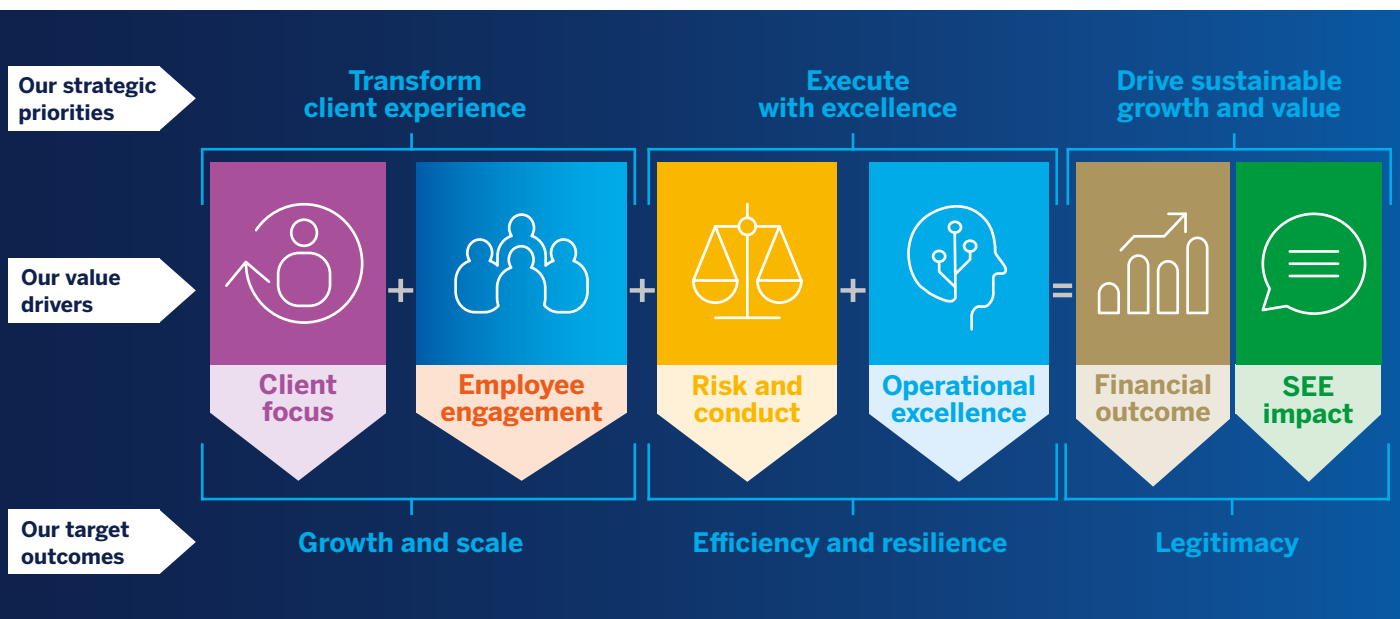 Our strategic
priorities
Transform
client experience
Execute
with excellence
Drive sustainable
growth and value
Our value
drivers
+
+
+
=
Client
focus
Employee
engagement
Risk and
conduct
Operational
excellence
Financial
outcome
SEE
impact
Our target
outcomes
Growth and scale
Efficiency and resilience
Legitimacy